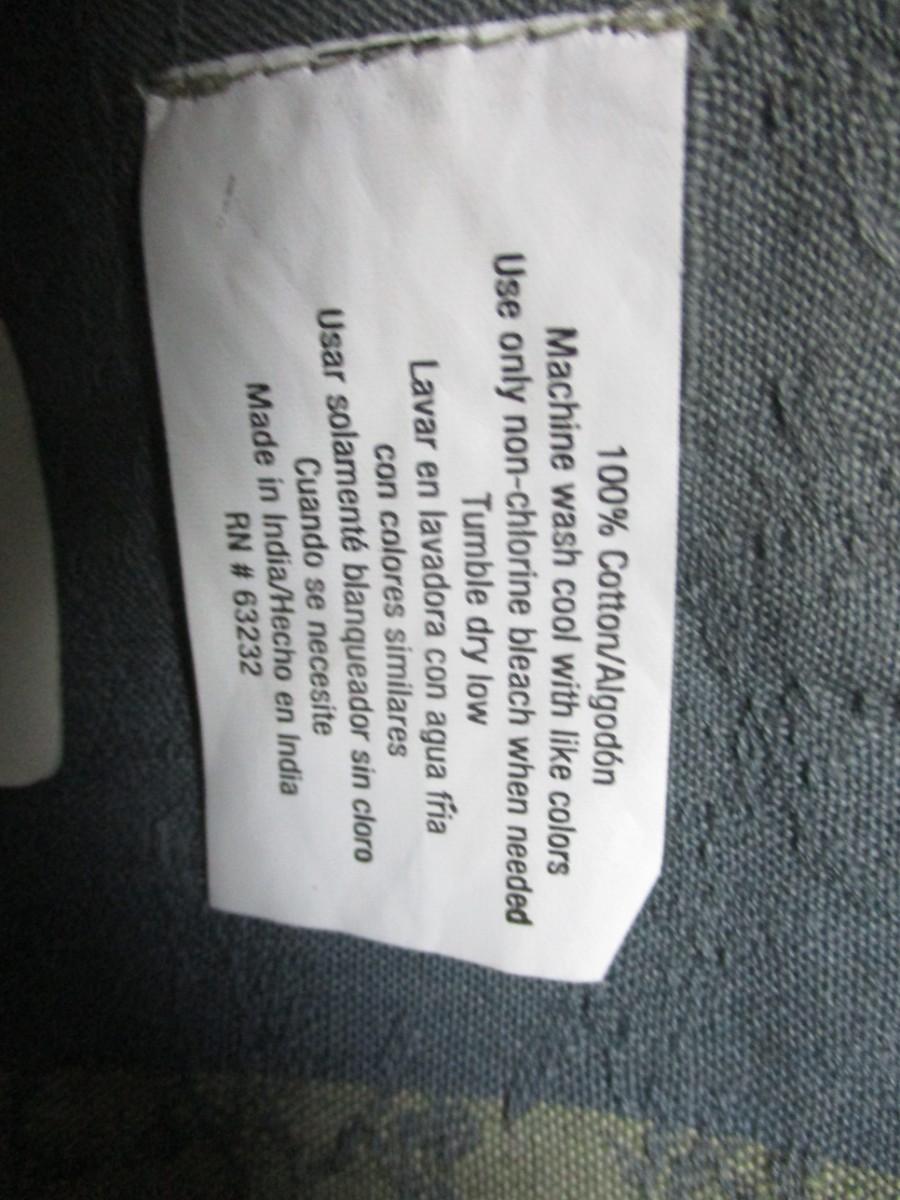 100% Cotton/Algodón
Machine wash cool with like colors
Use only non-chlorine bleach when needed
Tumble dry low
Lavar en lavadora con agua fría
con colores similares
Usar solamenté blanqueador sin cloro
Cuando se necesite
Made in India/Hecho en India
RN # 63232